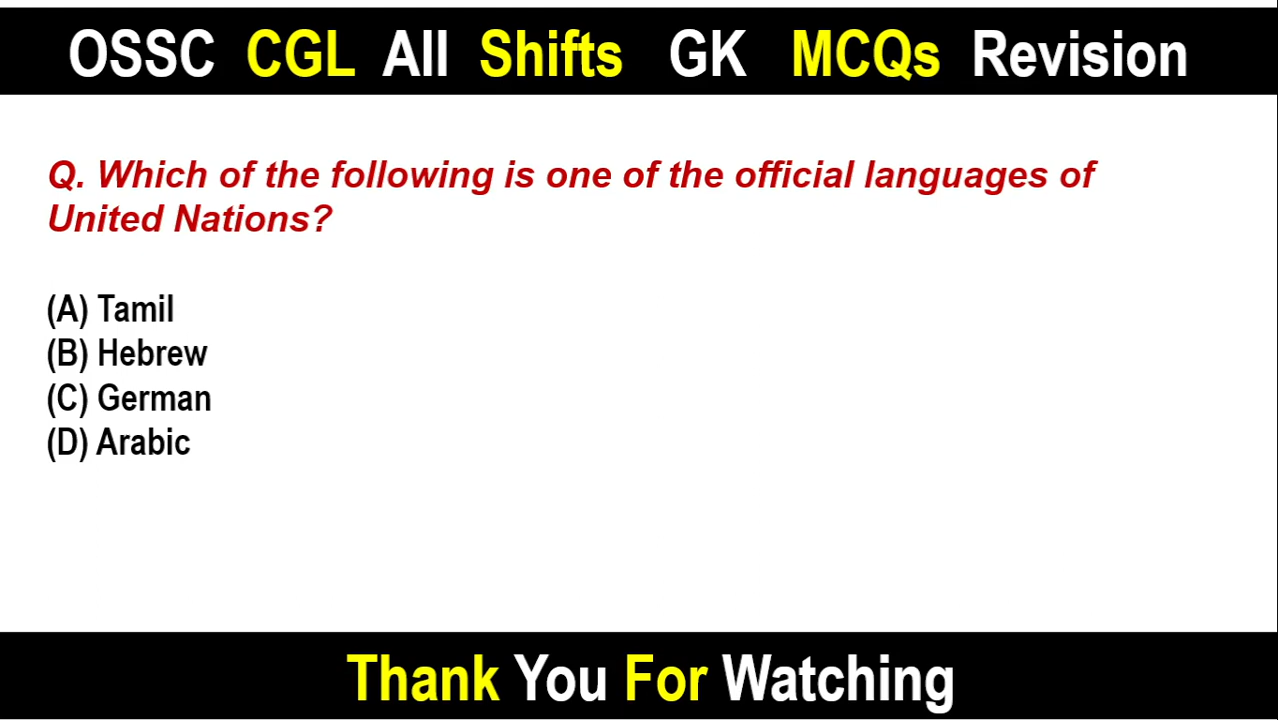 OSSC CGL All Shifts GK MCQs Revision
Q. Which of the following is one of the official languages of
United Nations?
(A) Tamil
(B) Hebrew
(C) German
(D) Arabic
Thank You For Watching